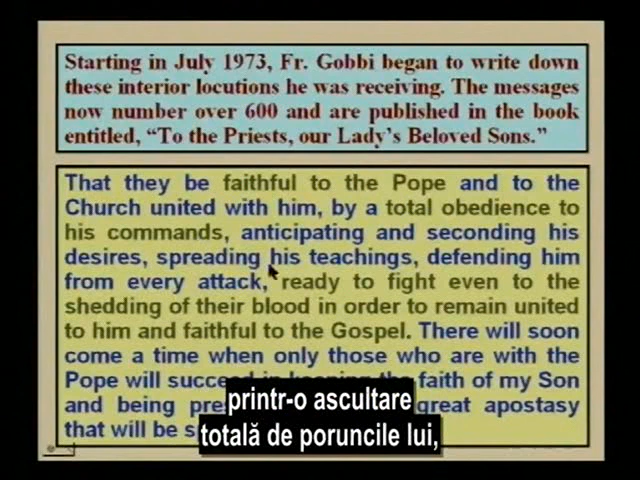 Starting in July 1973, Fr. Gobbi began to write down
these interior locutions he was receiving. The messages
now number over 600 and are published in the book
entitled, “To the Priests, our Lady’s Beloved Sons.”
That they be faithful to the Pope and to the
Church united with him, by a total obedience to
his commands, anticipating and seconding his
desires, spreading his teachings, defending him
from every attack, ready to fight even to the
shedding of their blood in order to remain united
to him and faithful to the Gospel. There will soon
come a time when only those who are with the
Pope will faith of my Son
and being great apostasy
that will be
printr-o ascultare
totală de poruncile lui,